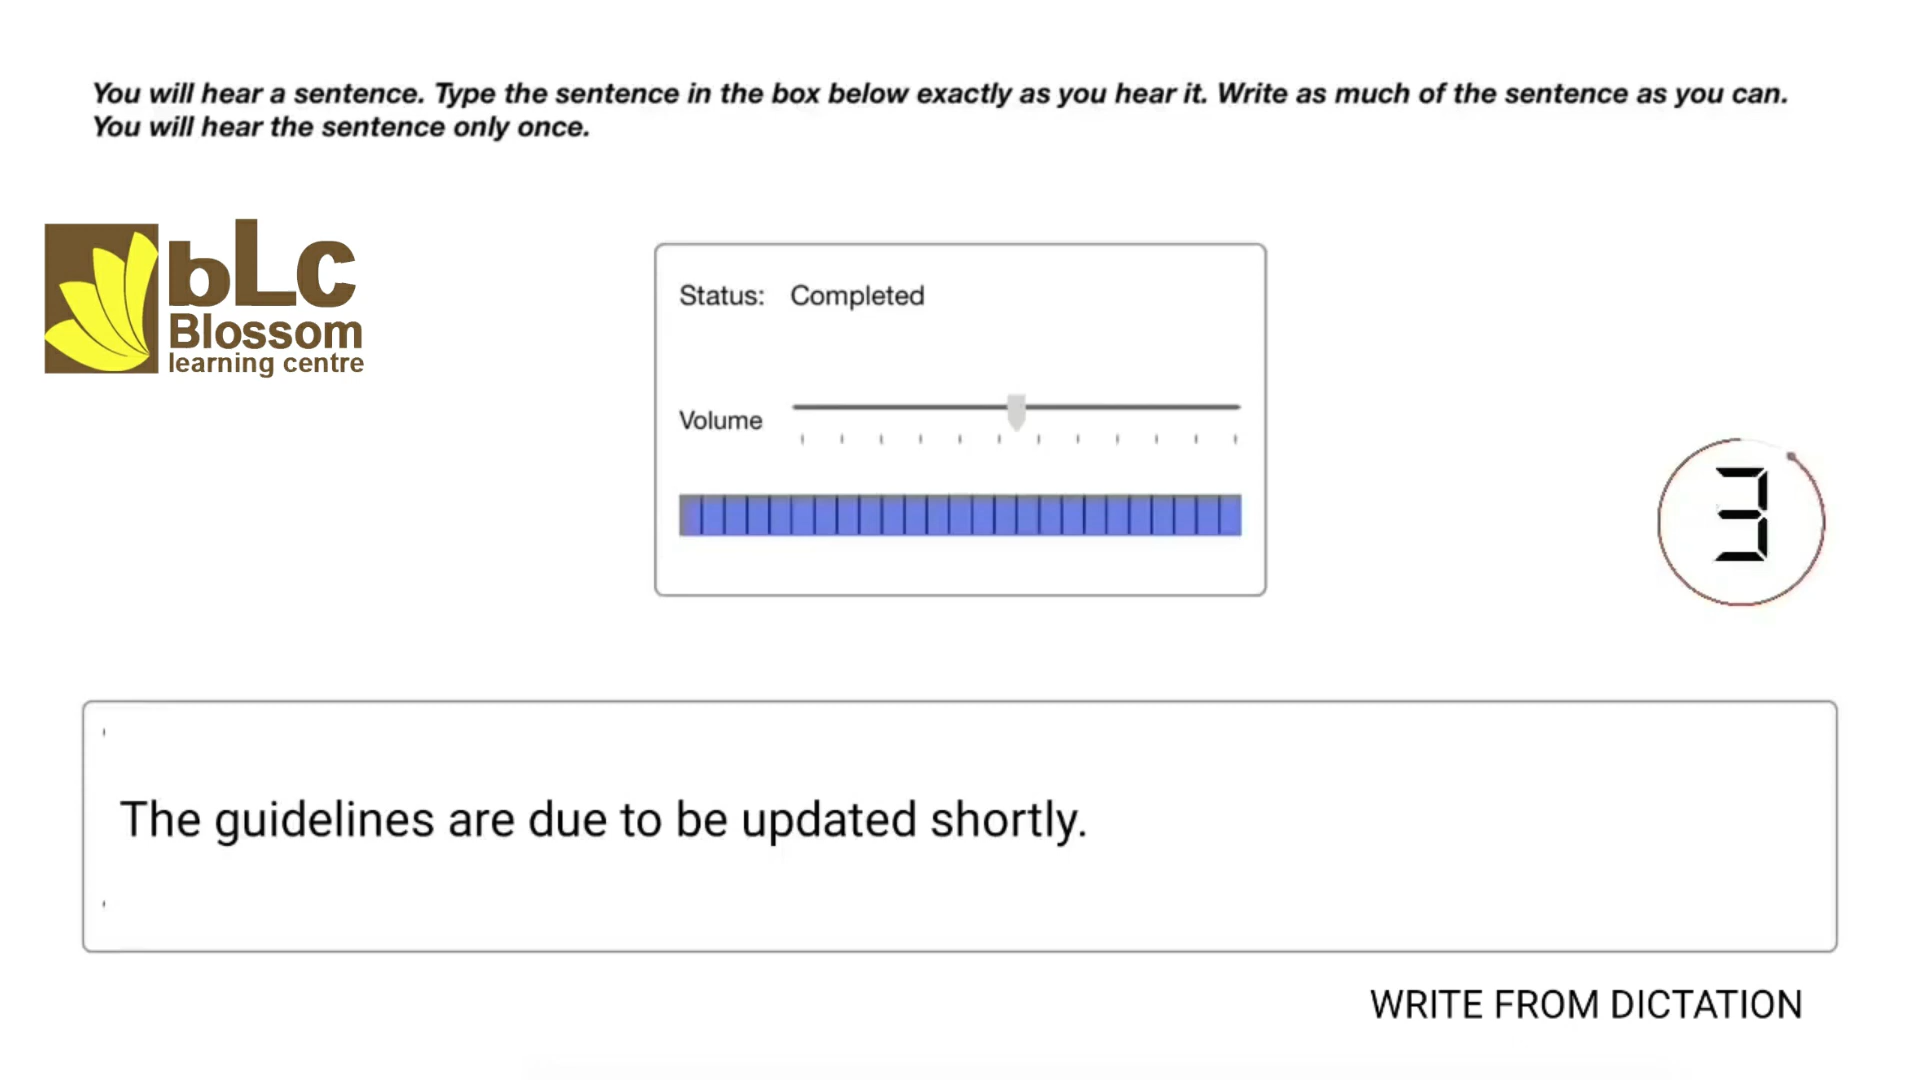 You will hear a sentence. Type the sentence in the box below exactly as you hear it. Write as much of the sentence as you can.
You will hear the sentence only once.
bLc
Blossom
learning centre
Status: Completed
Volume
3
The guidelines are due to be updated shortly.
WRITE FROM DICTATION